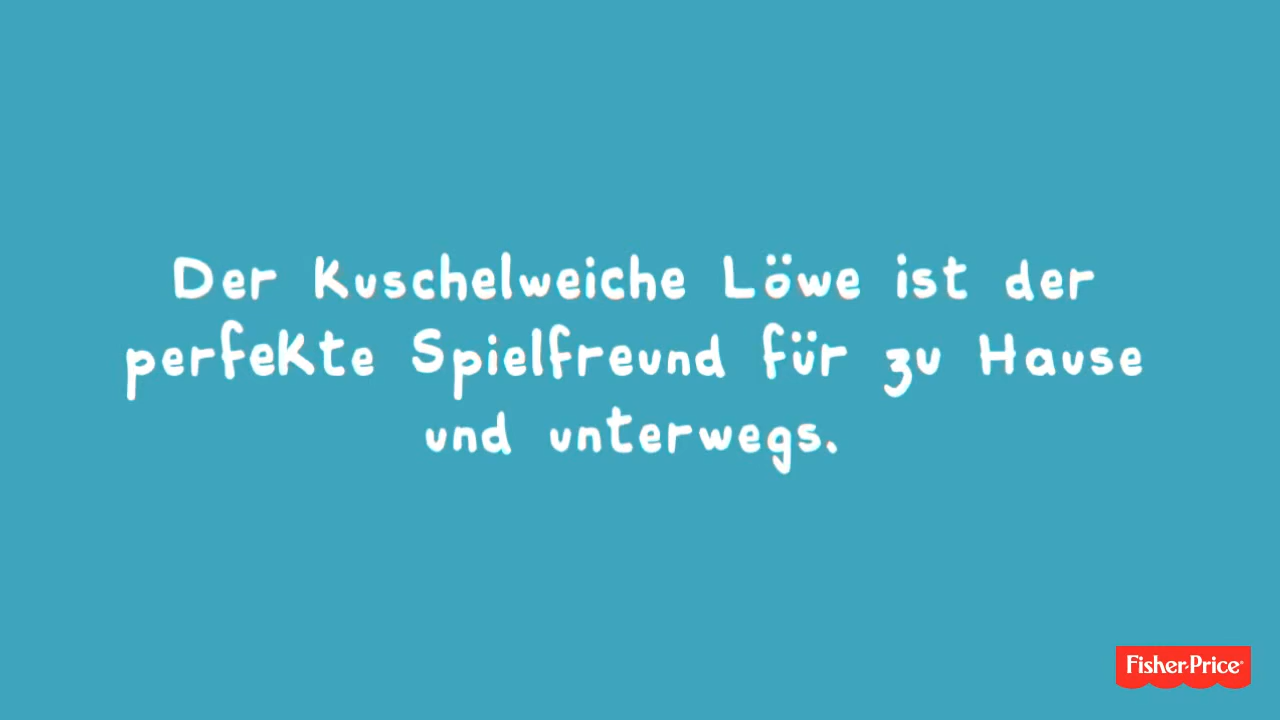 Der Kuschelweiche Löwe ist der
perfekte Spielfreund für zu Hause
und unterwegs.
Fisher-Price